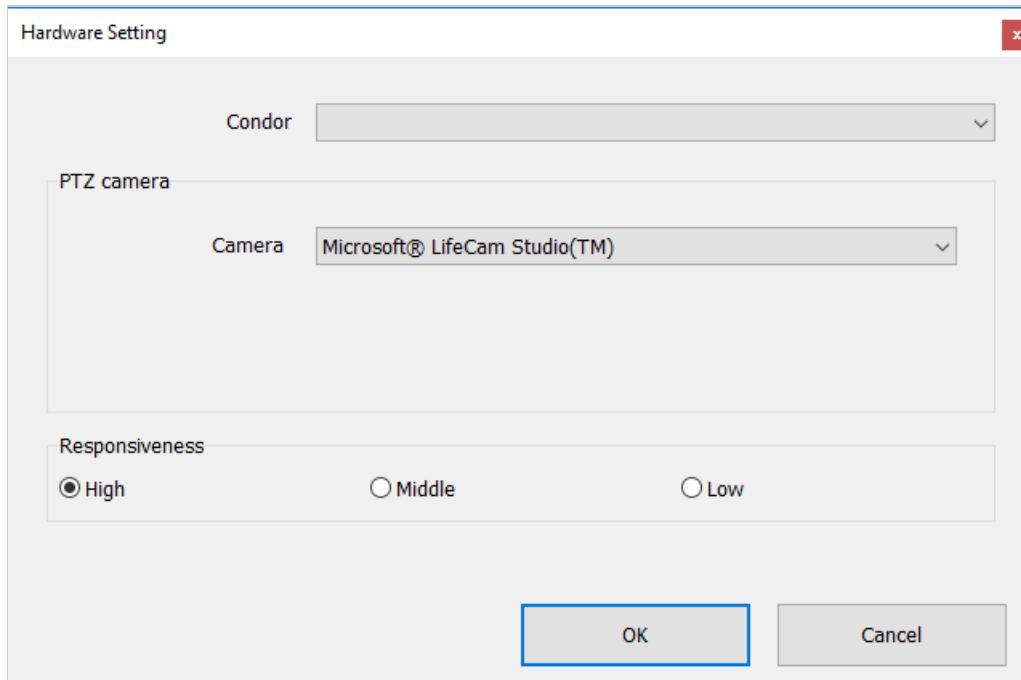 Hardware Setting
x
Condor
PTZ camera
Camera Microsoft® LifeCam Studio(TM)
Responsiveness
High Middle Low
OK Cancel